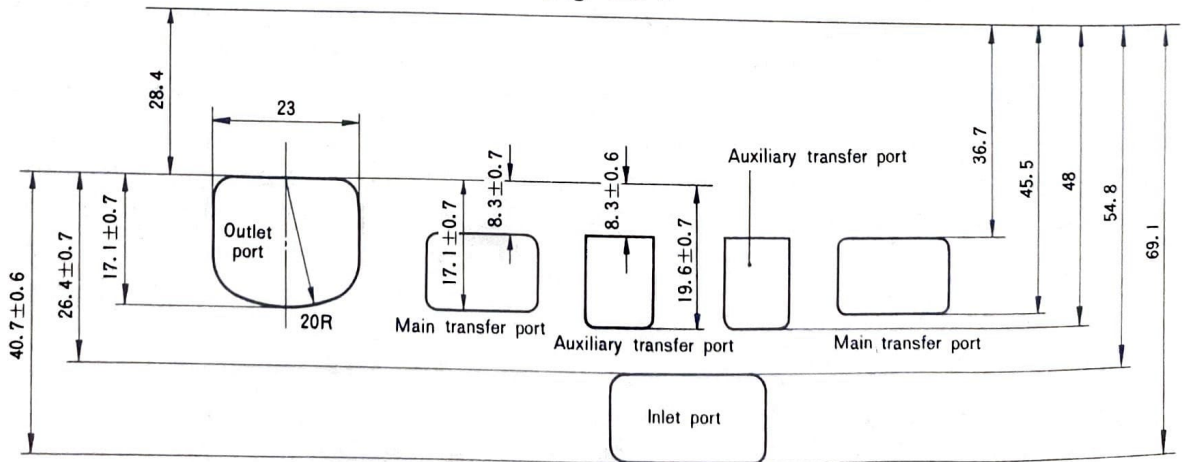 28.4
23
Outlet
port
20R
17.1±0.7
26.4±0.7
40.7±0.6
17.1±0.7
8.3±0.7
Main transfer port
8.3±0.6
19.6±0.7
Auxiliary transfer port
Auxiliary transfer port
Main transfer port
36.7
45.5
48
54.8
69.1
Inlet port